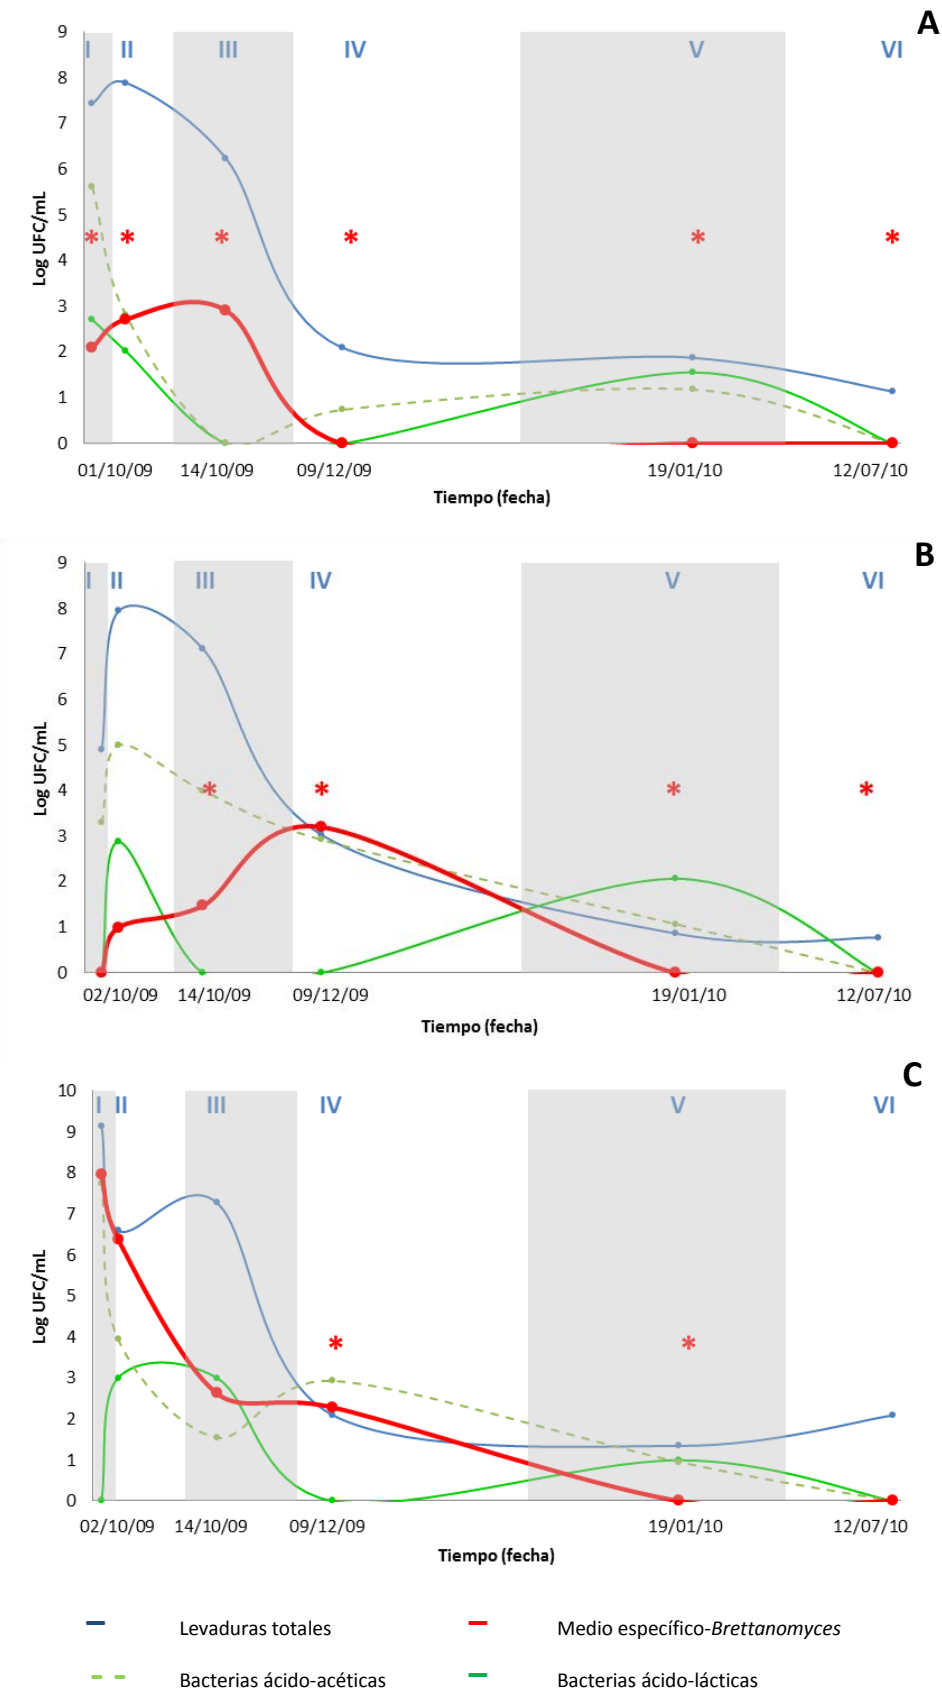 A
9
I II III IV V VI
8
7
6
5
* * * * * *
4
3
2
1
0
Log UFC/mL
01/10/09 14/10/09 09/12/09 19/01/10 12/07/10
Tiempo (fecha)
B
9
I II III IV V VI
8
7
6
5
4
* * * *
3
2
1
0
Log UFC/mL
02/10/09 14/10/09 09/12/09 19/01/10 12/07/10
Tiempo (fecha)
C
10
I II III IV V VI
9
8
7
6
5
4
* *
3
2
1
0
Log UFC/mL
02/10/09 14/10/09 09/12/09 19/01/10 12/07/10
Tiempo (fecha)
Levaduras totales Medio específico-Brettanomyces
Bacterias ácido-acéticas Bacterias ácido-lácticas